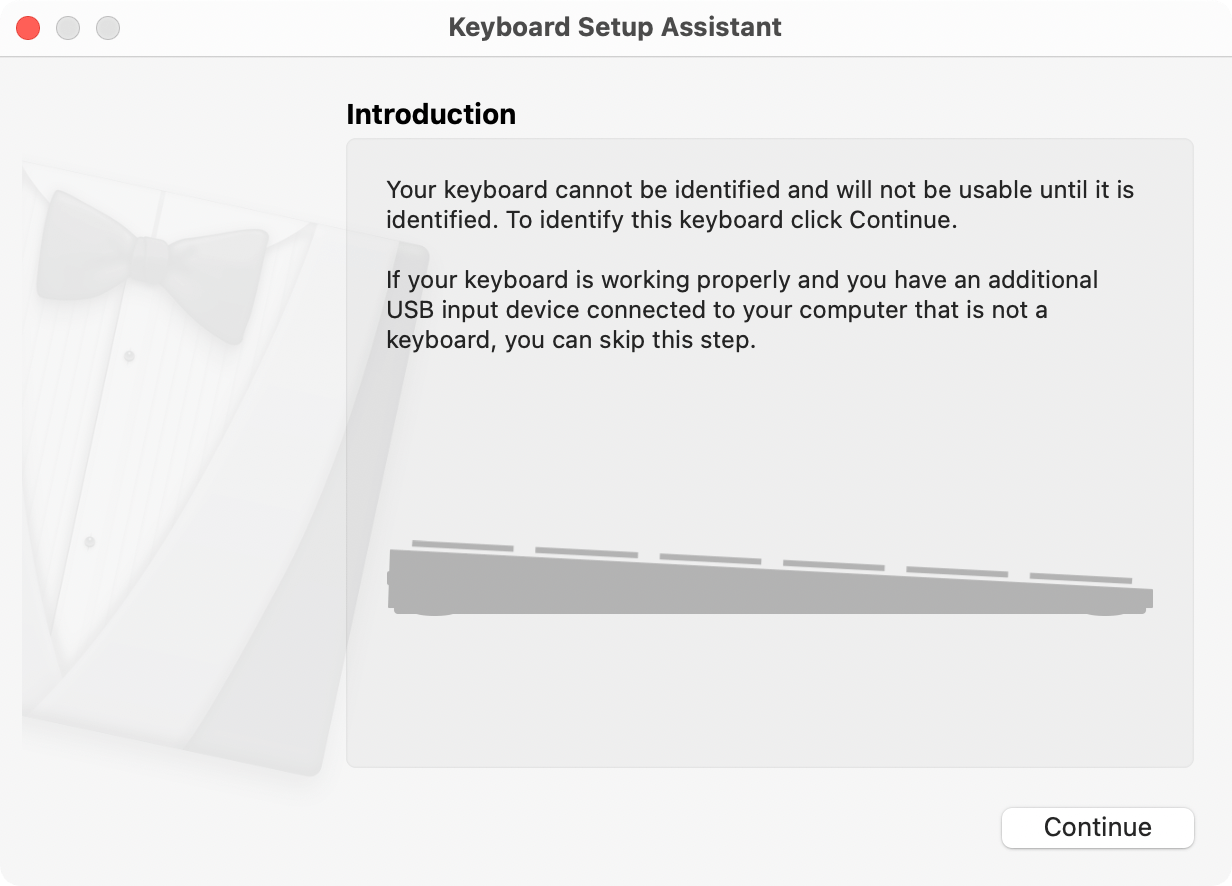 Keyboard Setup Assistant
Introduction
Your keyboard cannot be identified and will not be usable until it is
identified. To identify this keyboard click Continue.
If your keyboard is working properly and you have an additional
USB input device connected to your computer that is not a
keyboard, you can skip this step.
Continue